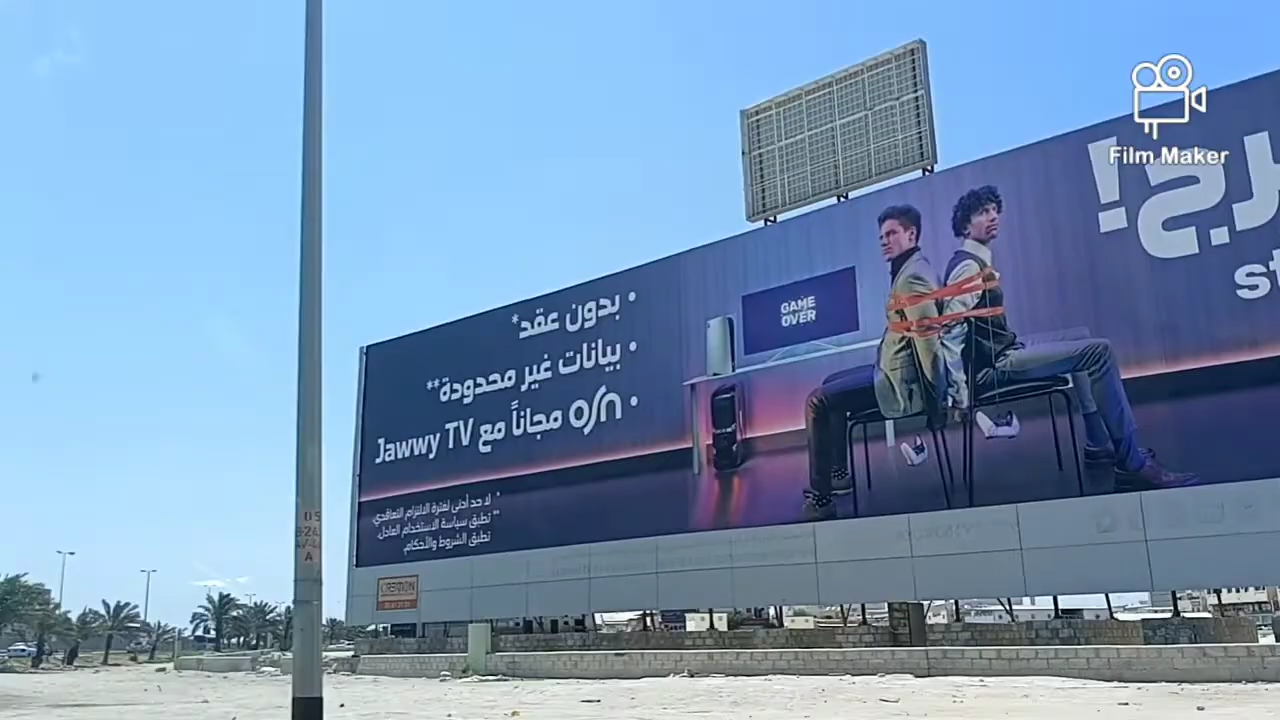 Film Maker
GAME
OVER
• بدون عقد*
• بيانات غير محدودة**
• OSN مجاناً مع Jawwy TV
* لا حد أدنى لفترة الالتزام التعاقدي.
** تطبق سياسة الاستخدام العادل.
تطبق الشروط والأحكام.
CREATION